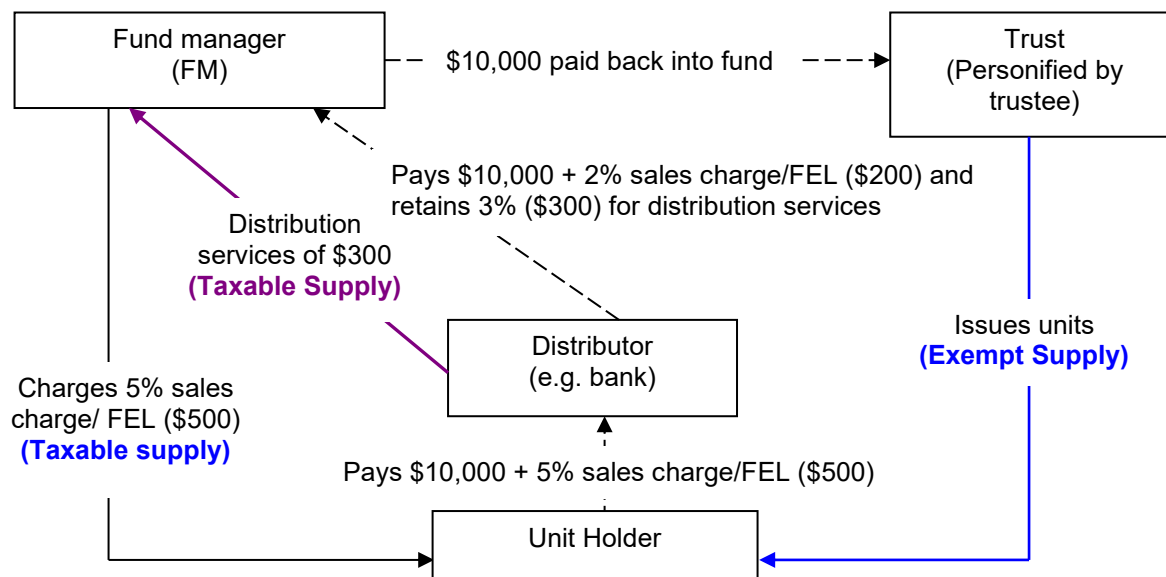 Fund manager
(FM)
$10,000 paid back into fund
Trust
(Personified by
trustee)
Pays $10,000 + 2% sales charge/FEL ($200) and
retains 3% ($300) for distribution services
Distribution
services of $300
(Taxable Supply)
Distributor
(e.g. bank)
Issues units
(Exempt Supply)
Charges 5% sales
charge/ FEL ($500)
(Taxable supply)
Pays $10,000 + 5% sales charge/FEL ($500)
Unit Holder